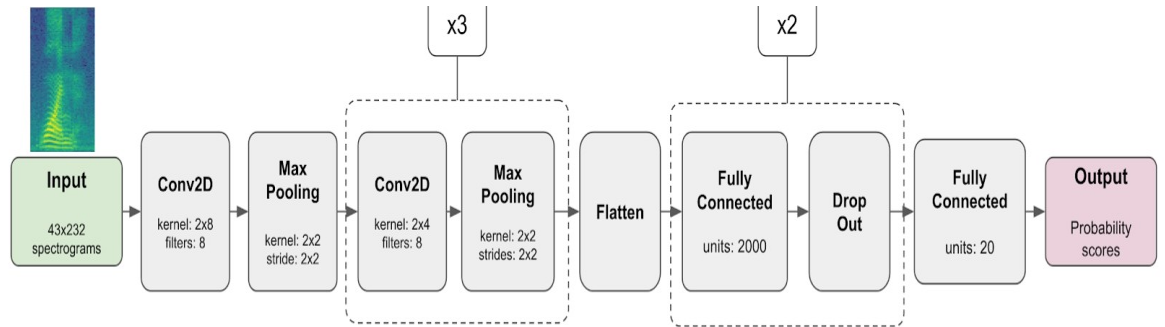 x3
x2
Input
43x232
spectrograms
Conv2D
kernel: 2x8
filters: 8
Max
Pooling
kernel: 2x2
stride: 2x2
Conv2D
kernel: 2x4
filters: 8
Max
Pooling
kernel: 2x2
strides: 2x2
Flatten
Fully
Connected
units: 2000
Drop
Out
Fully
Connected
units: 20
Output
Probability
scores